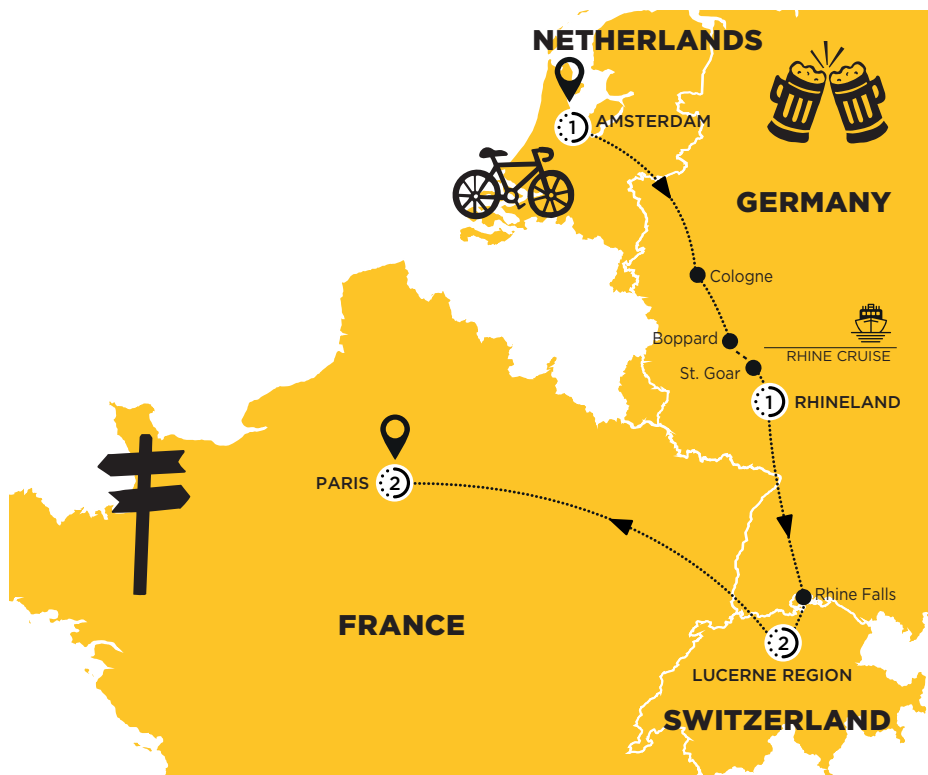 NETHERLANDS
1 AMSTERDAM
GERMANY
Cologne
Boppard
RHINE CRUISE
St. Goar
1 RHINELAND
PARIS 2
Rhine Falls
FRANCE
2
LUCERNE REGION
SWITZERLAND